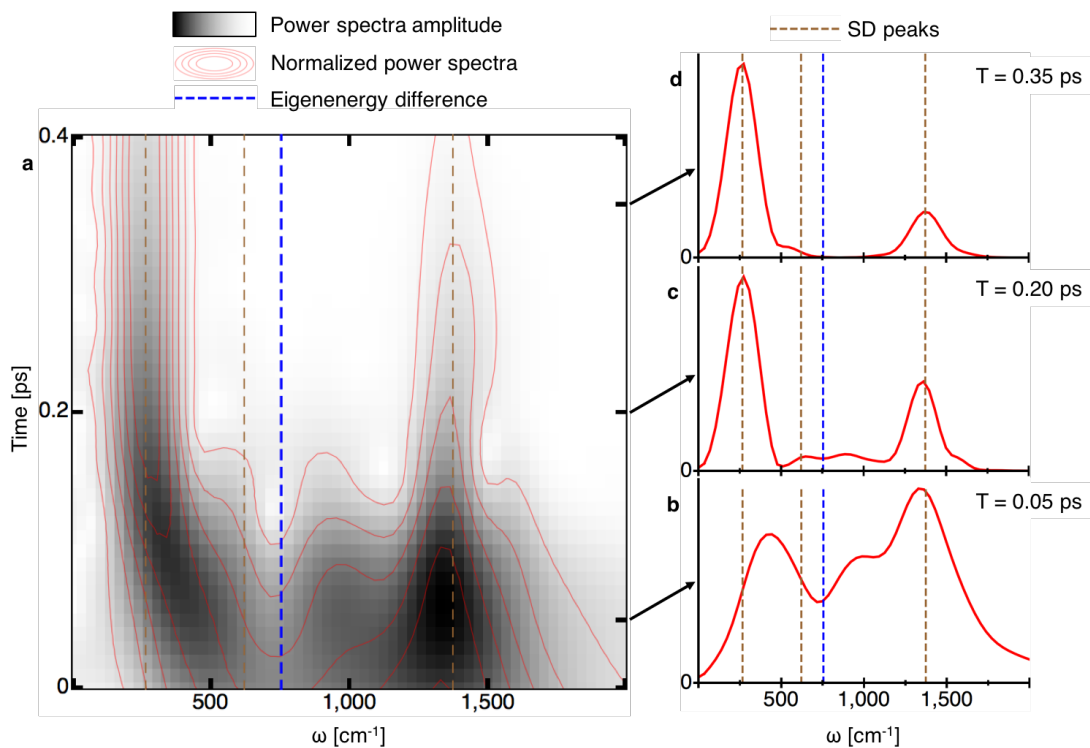 Power spectra amplitude
Normalized power spectra
Eigenenergy difference
SD peaks
a
0.4
0.2
0
Time [ps]
500
1,000
1,500
ω [cm⁻¹]
d
T = 0.35 ps
0
c
T = 0.20 ps
0
b
T = 0.05 ps
0
500
1,000
1,500
ω [cm⁻¹]